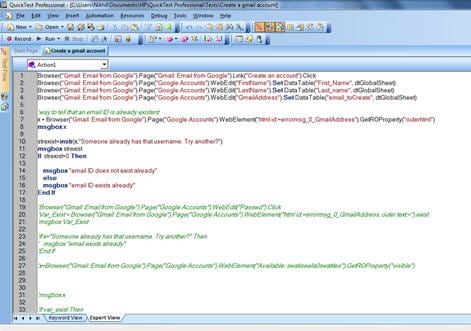 QuickTest Professional - [C:\Users\Nikhil\Documents\HP\QuickTest Professional\Tests\Create a gmail account]
File Edit View Insert Automation Resources Debug Tools Window Help
New Open
Record Run Stop
Start Page Create a gmail account
Test Flow
Action1
1 Browser("Gmail: Email from Google").Page("Gmail: Email from Google").Link("Create an account").Click
2 Browser("Gmail: Email from Google").Page("Google Accounts").WebEdit("FirstName").Set DataTable("Frist_Name", dtGlobalSheet)
3 Browser("Gmail: Email from Google").Page("Google Accounts").WebEdit("LastName").Set DataTable("Last_name", dtGlobalSheet)
4 Browser("Gmail: Email from Google").Page("Google Accounts").WebEdit("GmailAddress").Set DataTable("email_toCreate", dtGlobalSheet)
5
6 'way to tell that an email ID is already existent
7 x = Browser("Gmail: Email from Google").Page("Google Accounts").WebElement("html id:=errormsg_0_GmailAddress").GetROProperty("outerhtml")
8 msgbox x
9
10 strexist=instr(x,"Someone already has that username. Try another?")
11 msgbox strexist
12 If strexist=0 Then
13
14 msgbox "email ID does not exist already"
15 else
16 msgbox "email ID exists already"
17 End If
18
19 'Browser("Gmail: Email from Google").Page("Google Accounts").WebEdit("Passwd").Click
20 'Var_Exist = Browser("Gmail: Email from Google").Page("Google Accounts").WebElement("html id:=errormsg_0_GmailAddress, outer text:=").exist
21 'msgbox Var_Exist
22
23 'If x="Someone already has that username. Try another?" Then
24 ' msgbox "email exists already"
25 'End If
26
27 'x=Browser("Gmail: Email from Google").Page("Google Accounts").WebElement("Available: swatiseela0swatites").GetROProperty("visible")
28
29
30
31 'msgbox x
32
33 'If var_exist Then
Keyword View Expert View